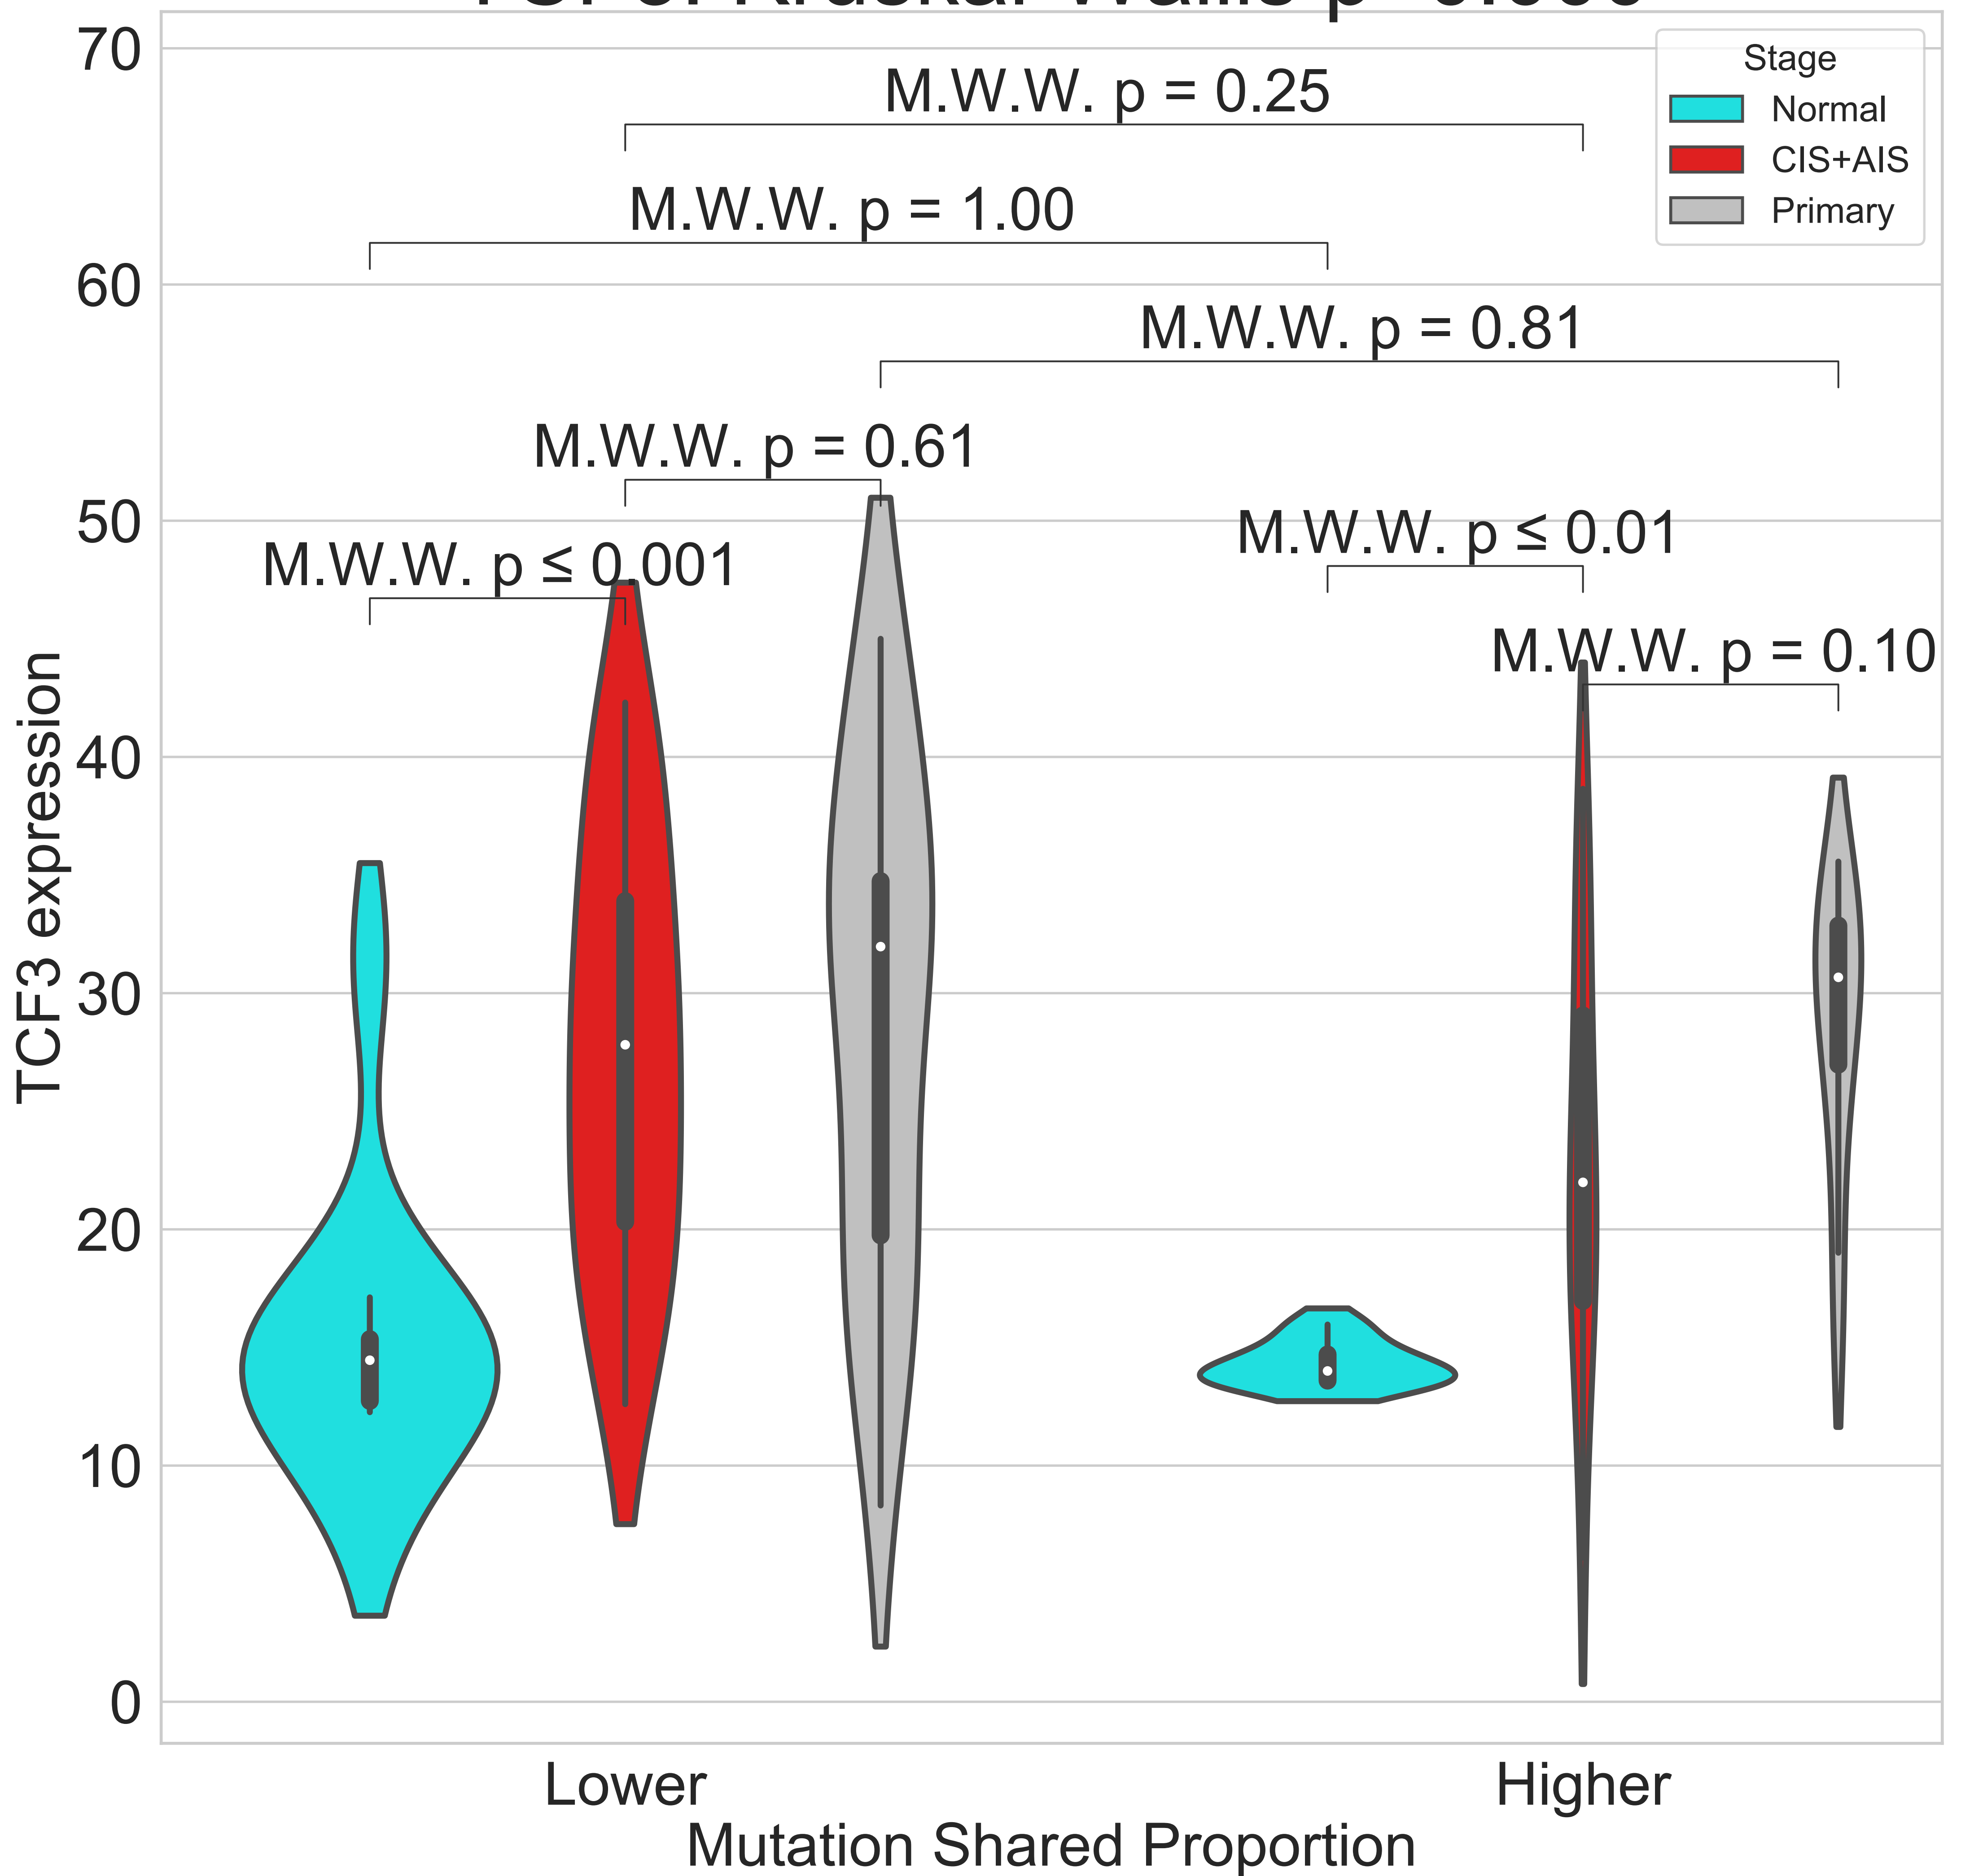 70
Stage
M.W.W. p = 0.25
Normal
CIS+AIS
M.W.W. p = 1.00
Primary
60
M.W.W. p = 0.81
M.W.W. p = 0.61
50
M.W.W. p ≤ 0.01
M.W.W. p ≤ 0.001
M.W.W. p = 0.10
TCF3 expression
40
30
20
10
0
Lower
Higher
Mutation Shared Proportion